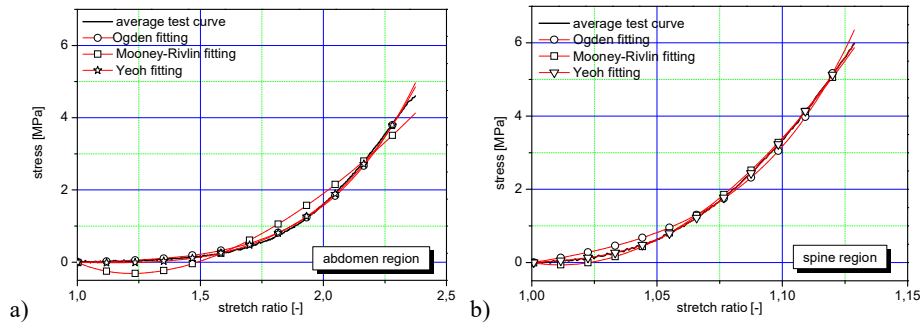 average test curve
Ogden fitting
Mooney-Rivlin fitting
Yeoh fitting
6
4
2
0
stress [MPa]
1,0
1,5
2,0
2,5
stretch ratio [-]
abdomen region
a)
average test curve
Ogden fitting
Mooney-Rivlin fitting
Yeoh fitting
6
4
2
0
stress [MPa]
1,00
1,05
1,10
1,15
stretch ratio [-]
spine region
b)